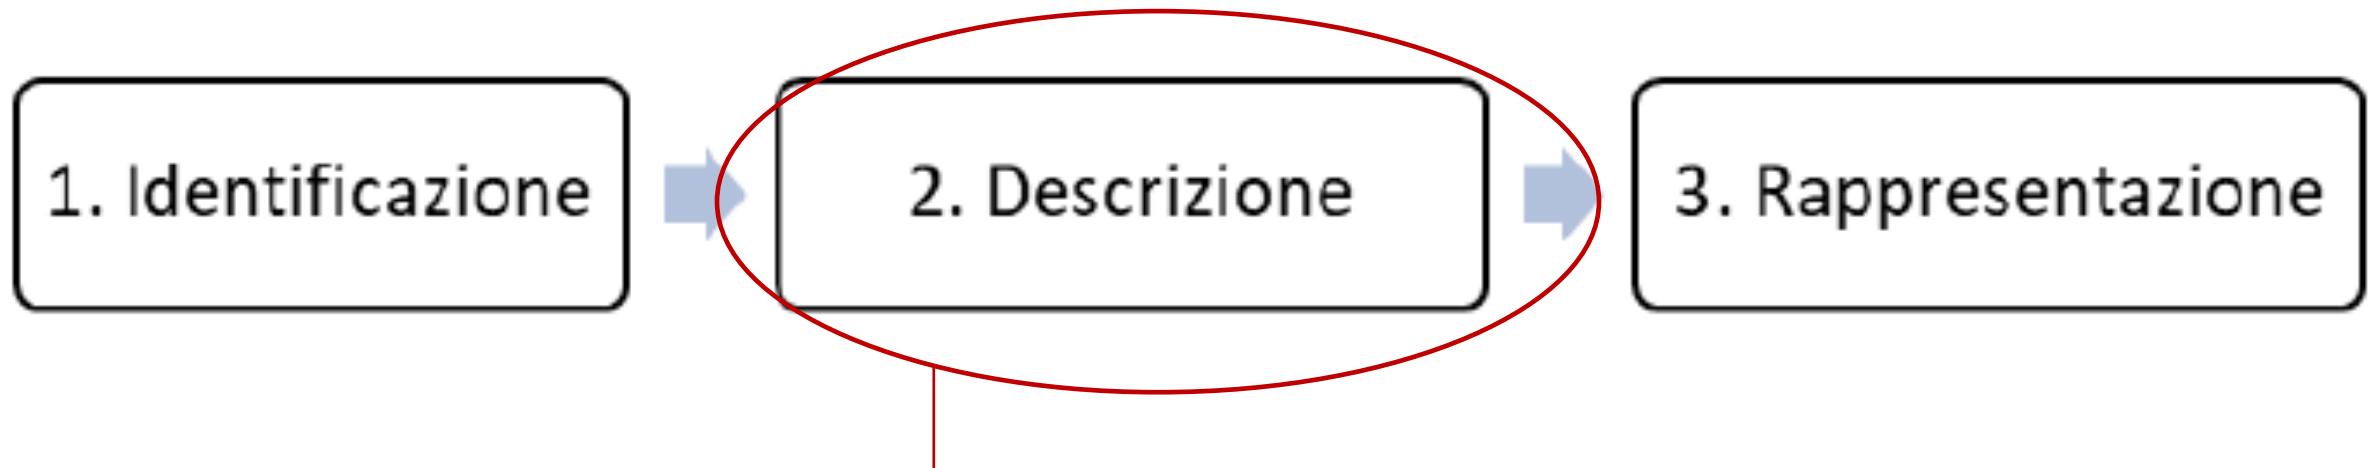 1. Identificazione
2. Descrizione
3. Rappresentazione